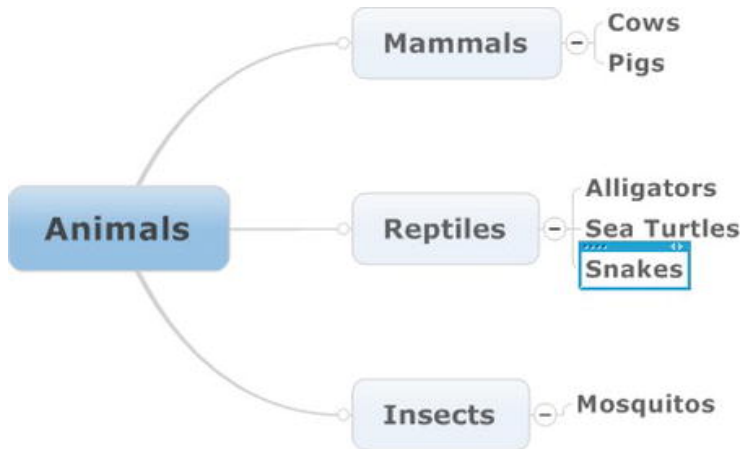 Mammals
Cows
Pigs
Animals
Reptiles
Alligators
Sea Turtles
Snakes
Insects
Mosquitos